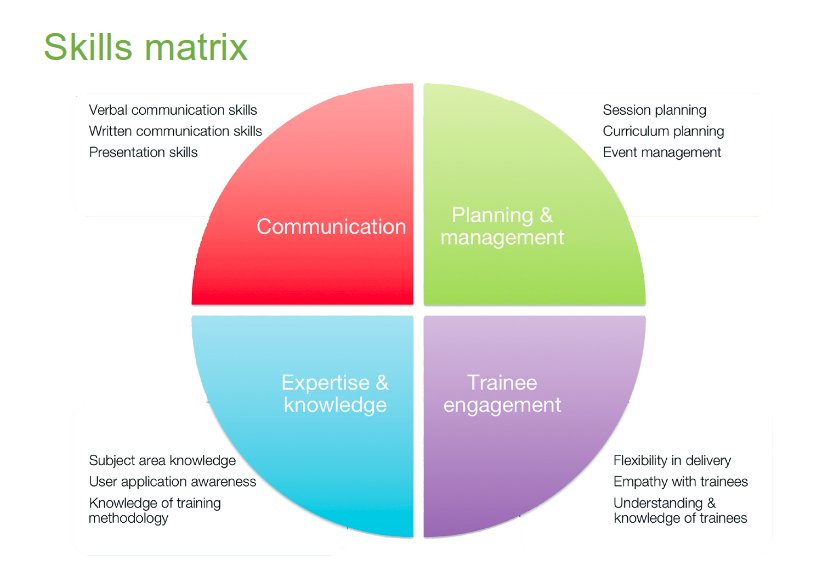 Skills matrix
Verbal communication skills
Written communication skills
Presentation skills
Session planning
Curriculum planning
Event management
Communication
Planning &
management
Expertise &
knowledge
Trainee
engagement
Subject area knowledge
User application awareness
Knowledge of training
methodology
Flexibility in delivery
Empathy with trainees
Understanding &
knowledge of trainees